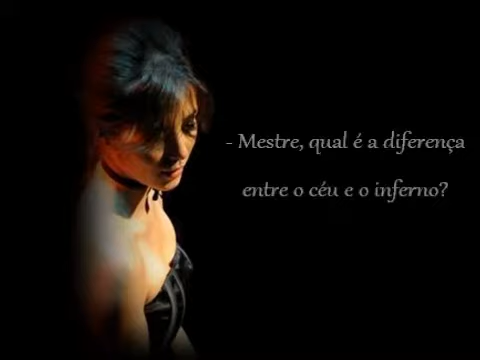 - Mestre, qual é a diferença
entre o céu e o inferno?